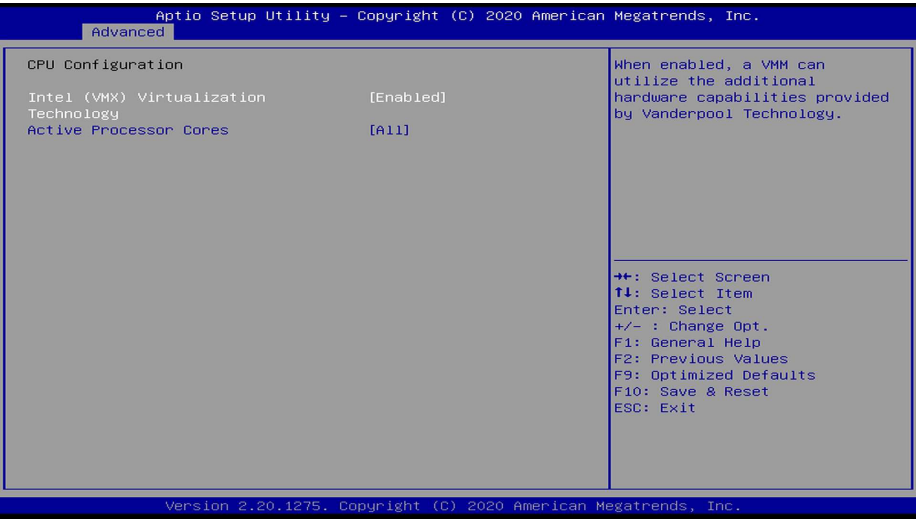 Aptio Setup Utility – Copyright (C) 2020 American Megatrends, Inc.
Advanced
CPU Configuration
Intel (VMX) Virtualization [Enabled]
Technology
Active Processor Cores [All]
When enabled, a VMM can
utilize the additional
hardware capabilities provided
by Vanderpool Technology.
→←: Select Screen
↑↓: Select Item
Enter: Select
+/– : Change Opt.
F1: General Help
F2: Previous Values
F9: Optimized Defaults
F10: Save & Reset
ESC: Exit
Version 2.20.1275. Copyright (C) 2020 American Megatrends, Inc.